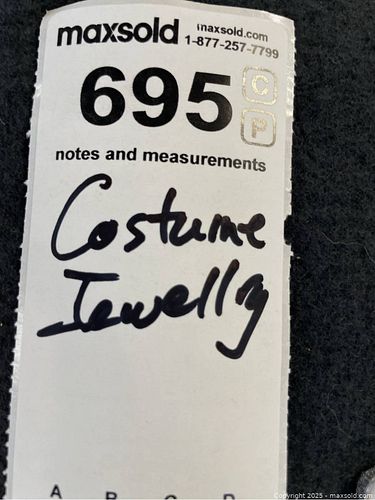 maxsold maxsold.com
1-877-257-7799
695 C
P
notes and measurements
Costume
Jewellry
A B C D
Copyright 2025 - maxsold.com